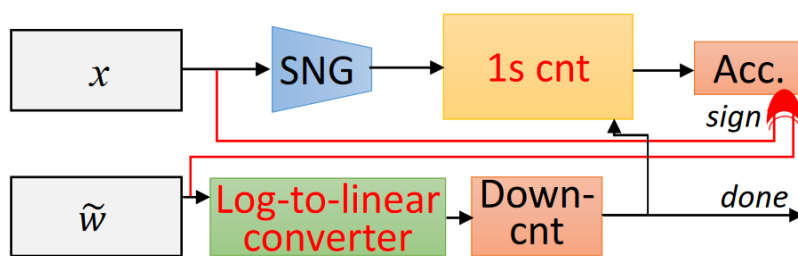 x
SNG
1s cnt
Acc.
sign
w̃
Log-to-linear
converter
Down-
cnt
done